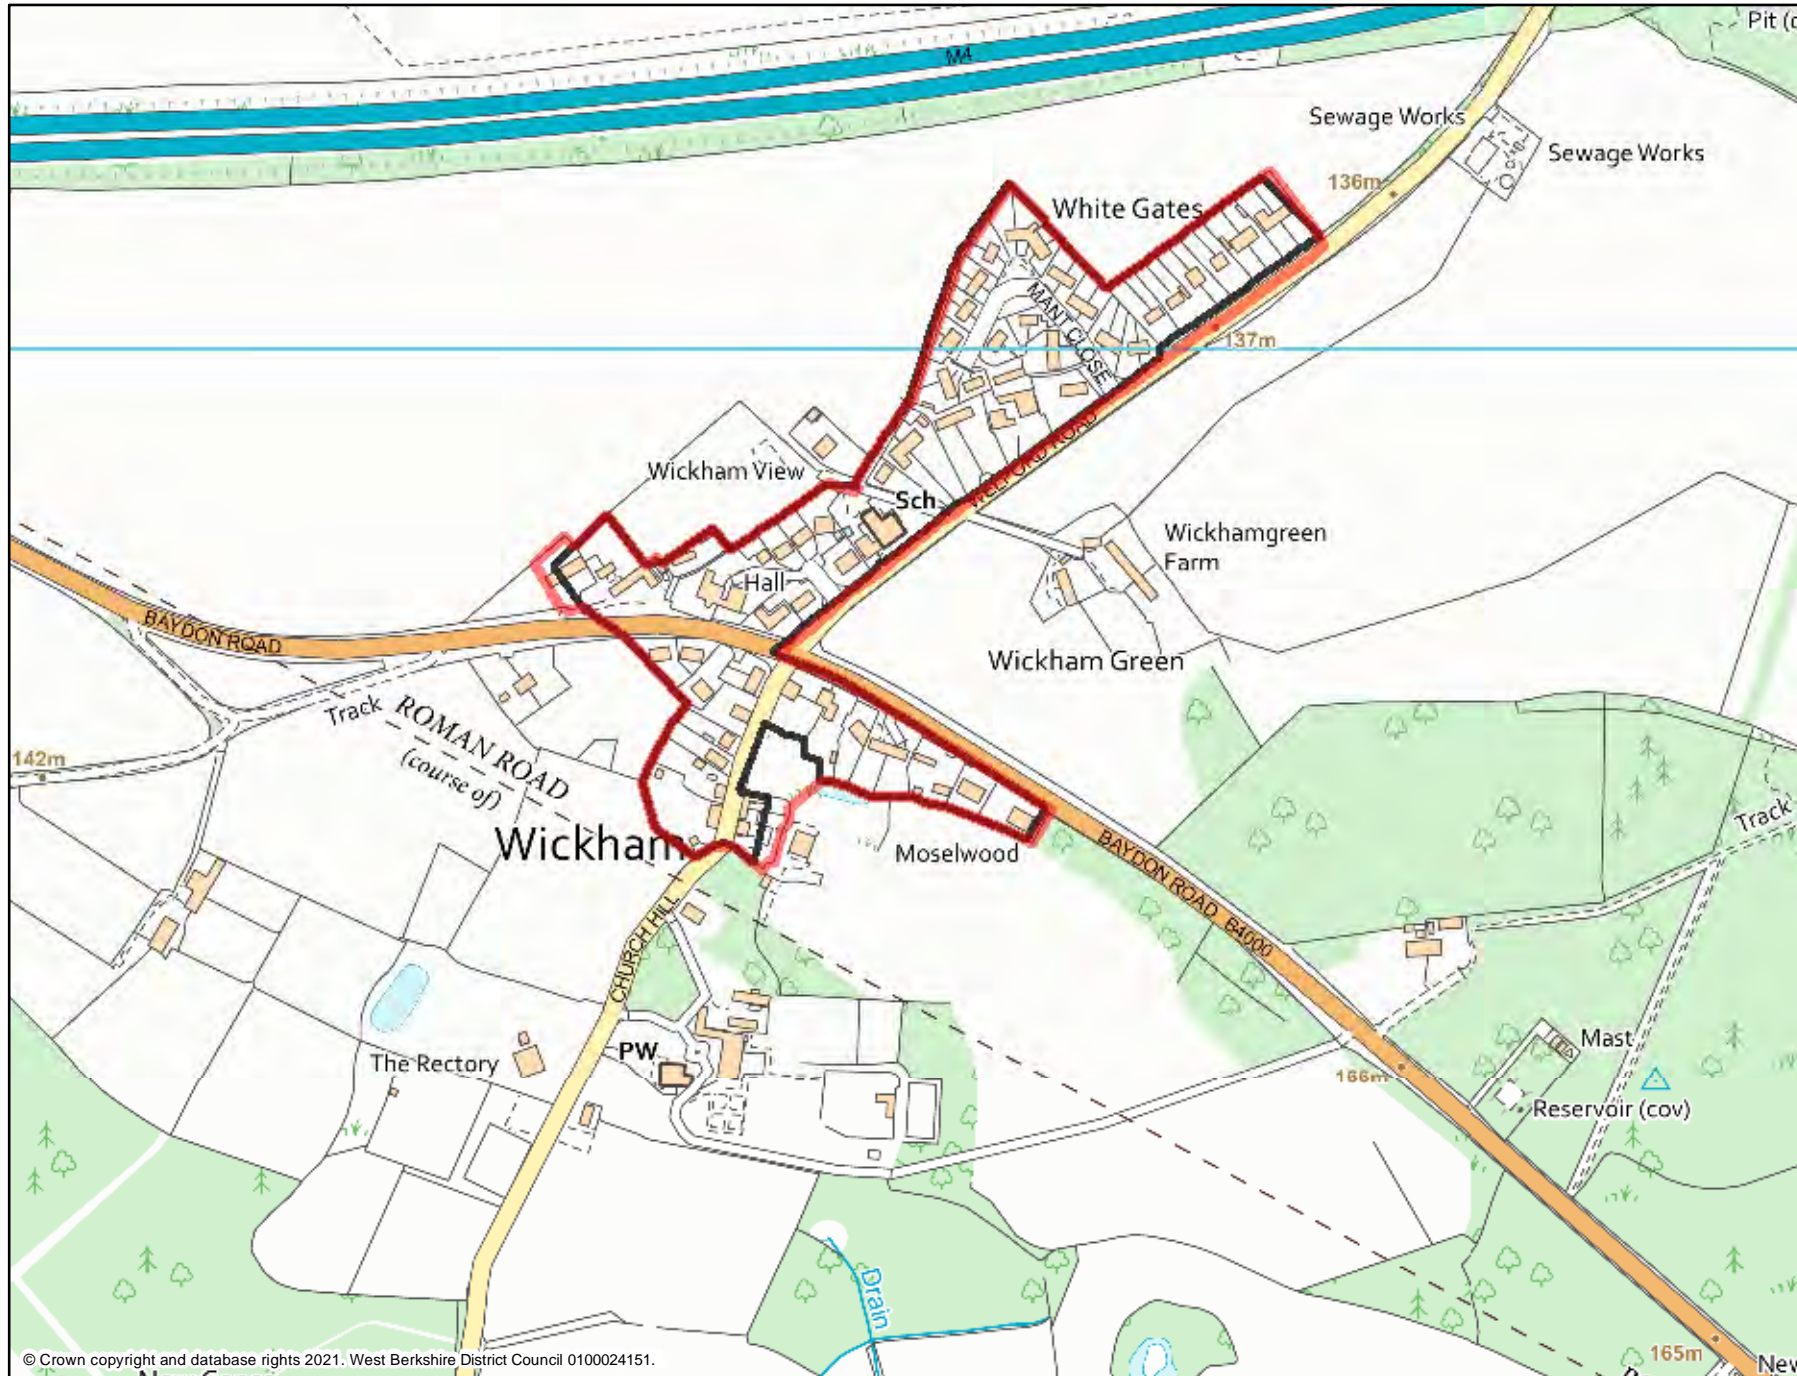 Pit (
M4
Sewage Works
Sewage Works
136m
White Gates
MANT CLOSE
137m
WELFORD ROAD
Wickham View
Sch
Wickhamgreen
Farm
Hall
BAYDON ROAD
Wickham Green
Track
ROMAN ROAD
(course of)
142m
Wickham
Moselwood
BAYDON ROAD B4000
Track
CHURCH HILL
The Rectory
PW
Mast
166m
Reservoir (cov)
Drain
165m
New
© Crown copyright and database rights 2021. West Berkshire District Council 0100024151.